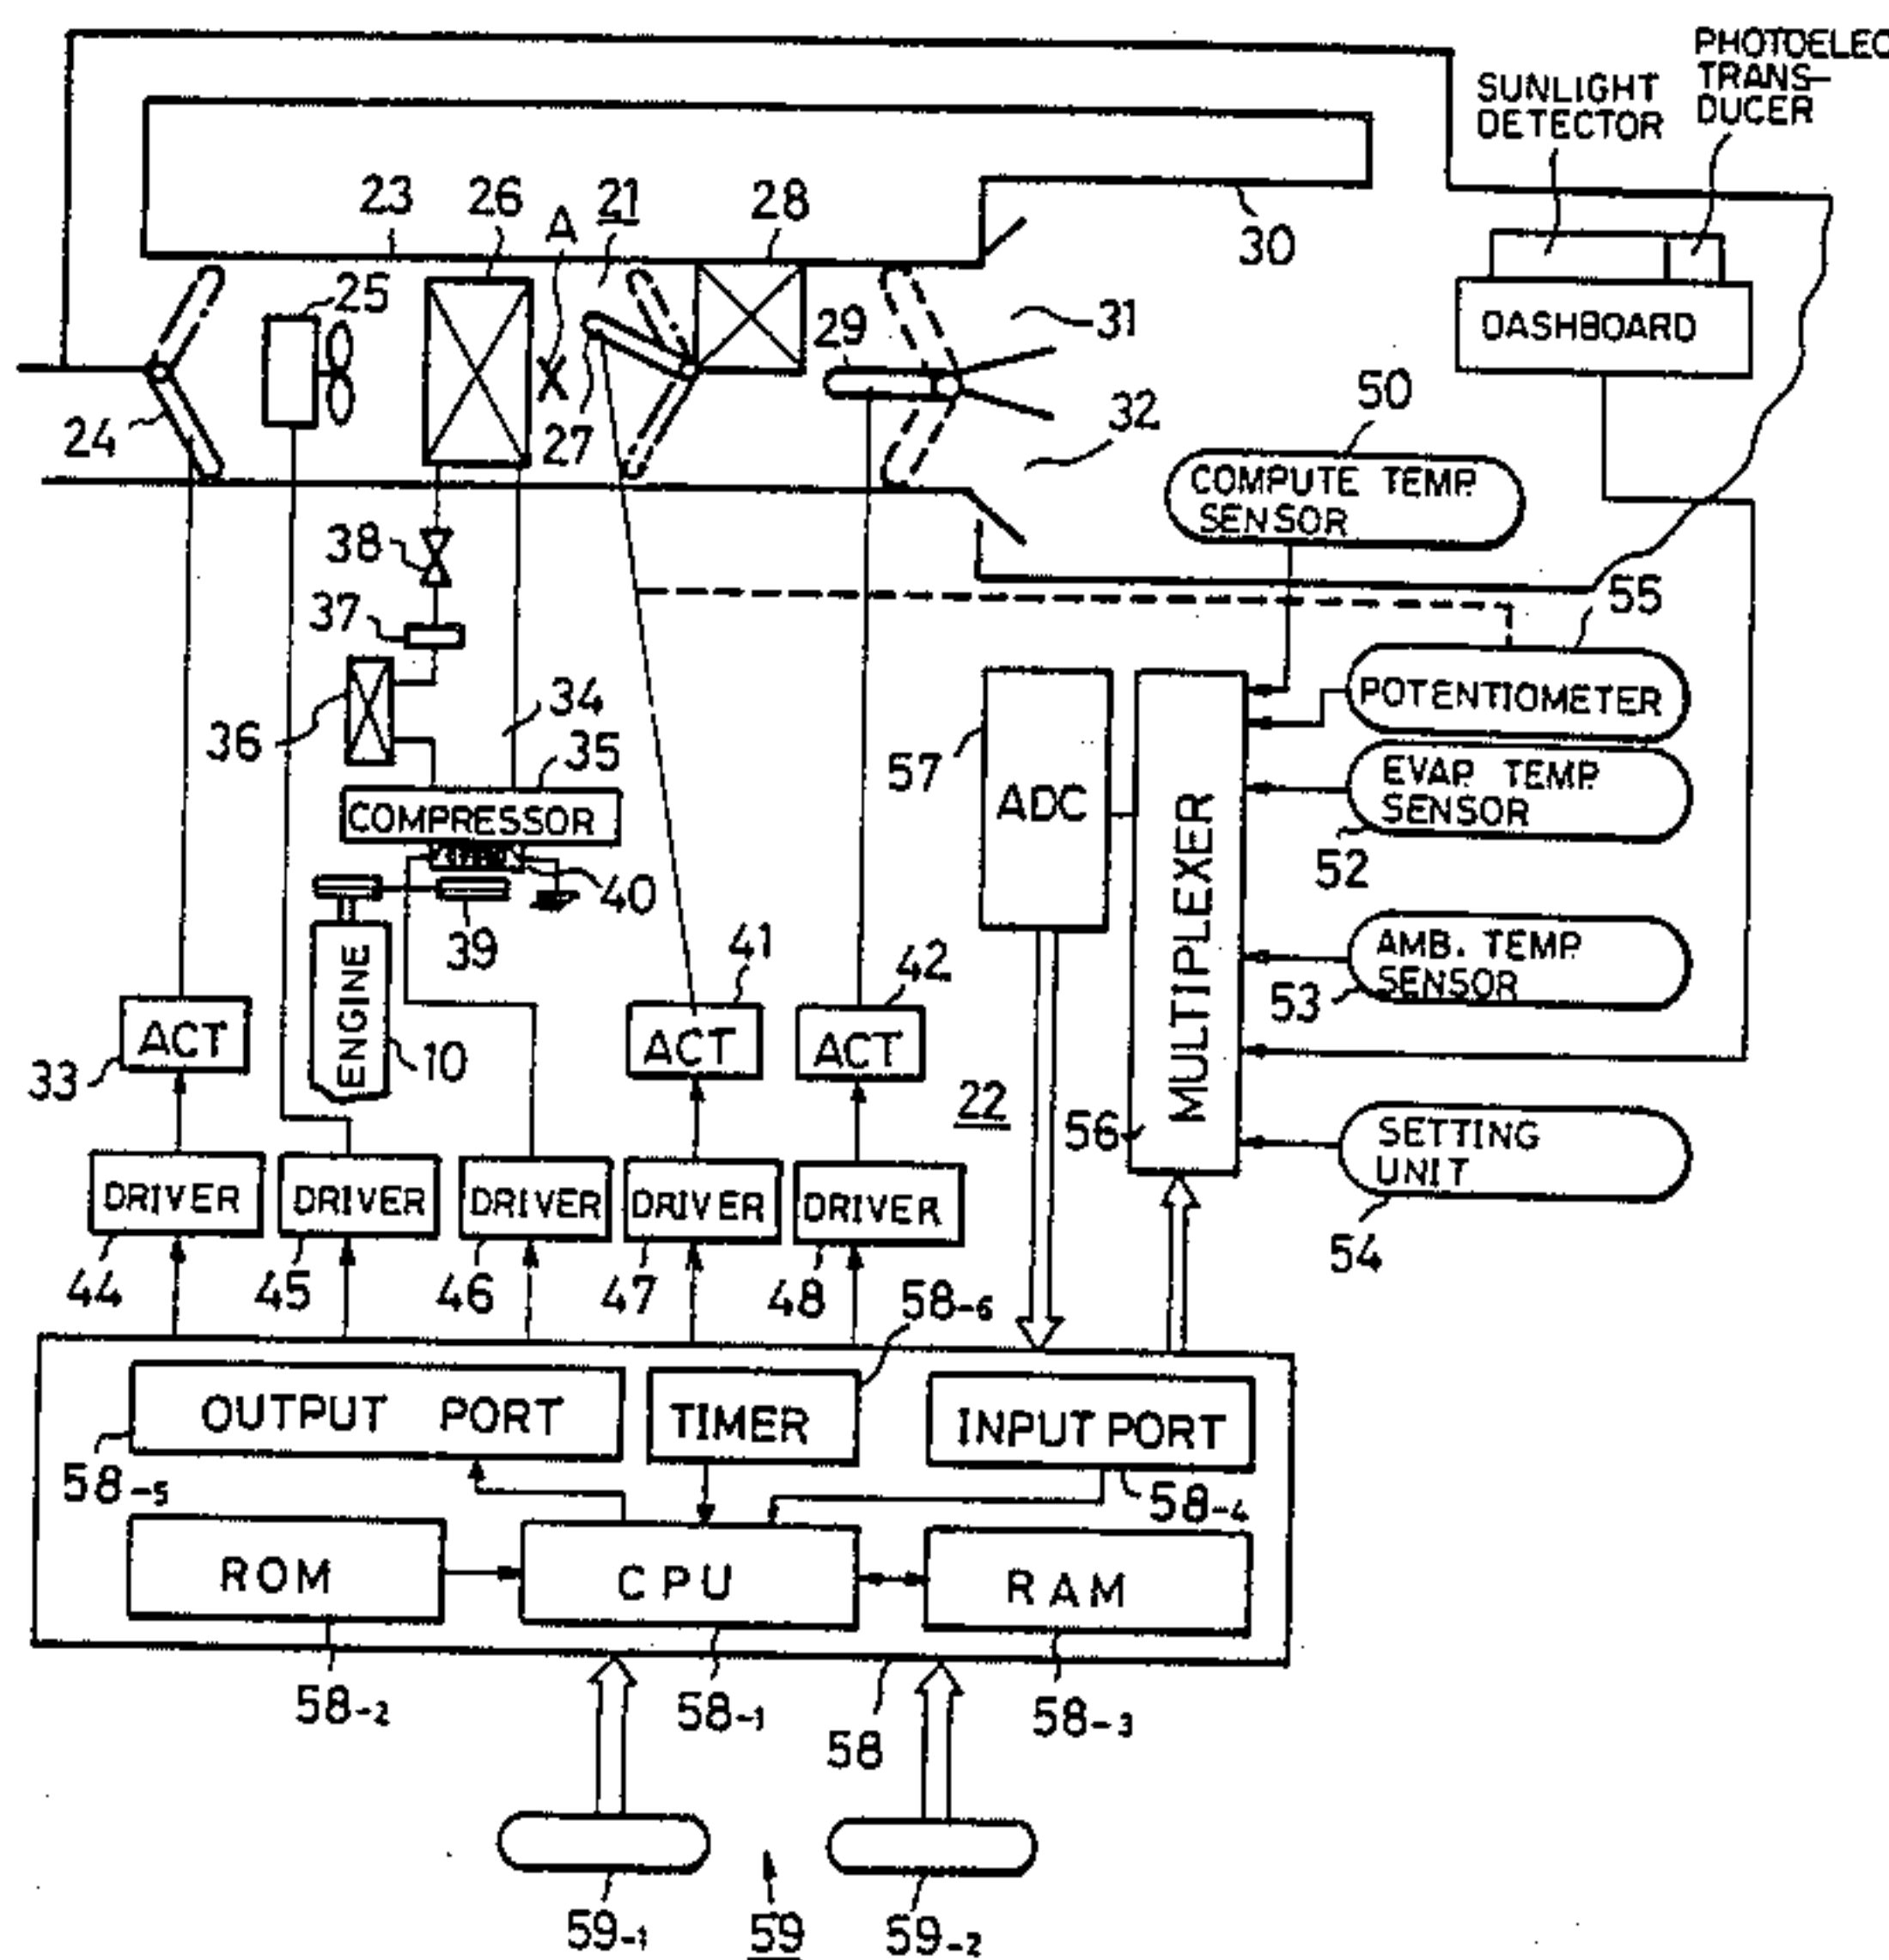 PHOTOELEC
TRANS-
DUCER
SUNLIGHT
DETECTOR
23
26
A
21
28
30
25
29
31
DASHBOARD
24
27
32
50
COMPUTE TEMP.
SENSOR
38
55
37
POTENTIOMETER
36
34
35
57
ADC
EVAP. TEMP.
SENSOR
COMPRESSOR
52
40
39
MULTIPLEXER
ENGINE
41
42
AMB. TEMP.
SENSOR
53
ACT
ACT
ACT
33
10
22
56
SETTING
UNIT
DRIVER
DRIVER
DRIVER
DRIVER
DRIVER
54
44
45
46
47
48
58-6
OUTPUT PORT
TIMER
INPUT PORT
58-5
58-4
ROM
CPU
RAM
58-2
58-1
58
58-3
59-1
59
59-2